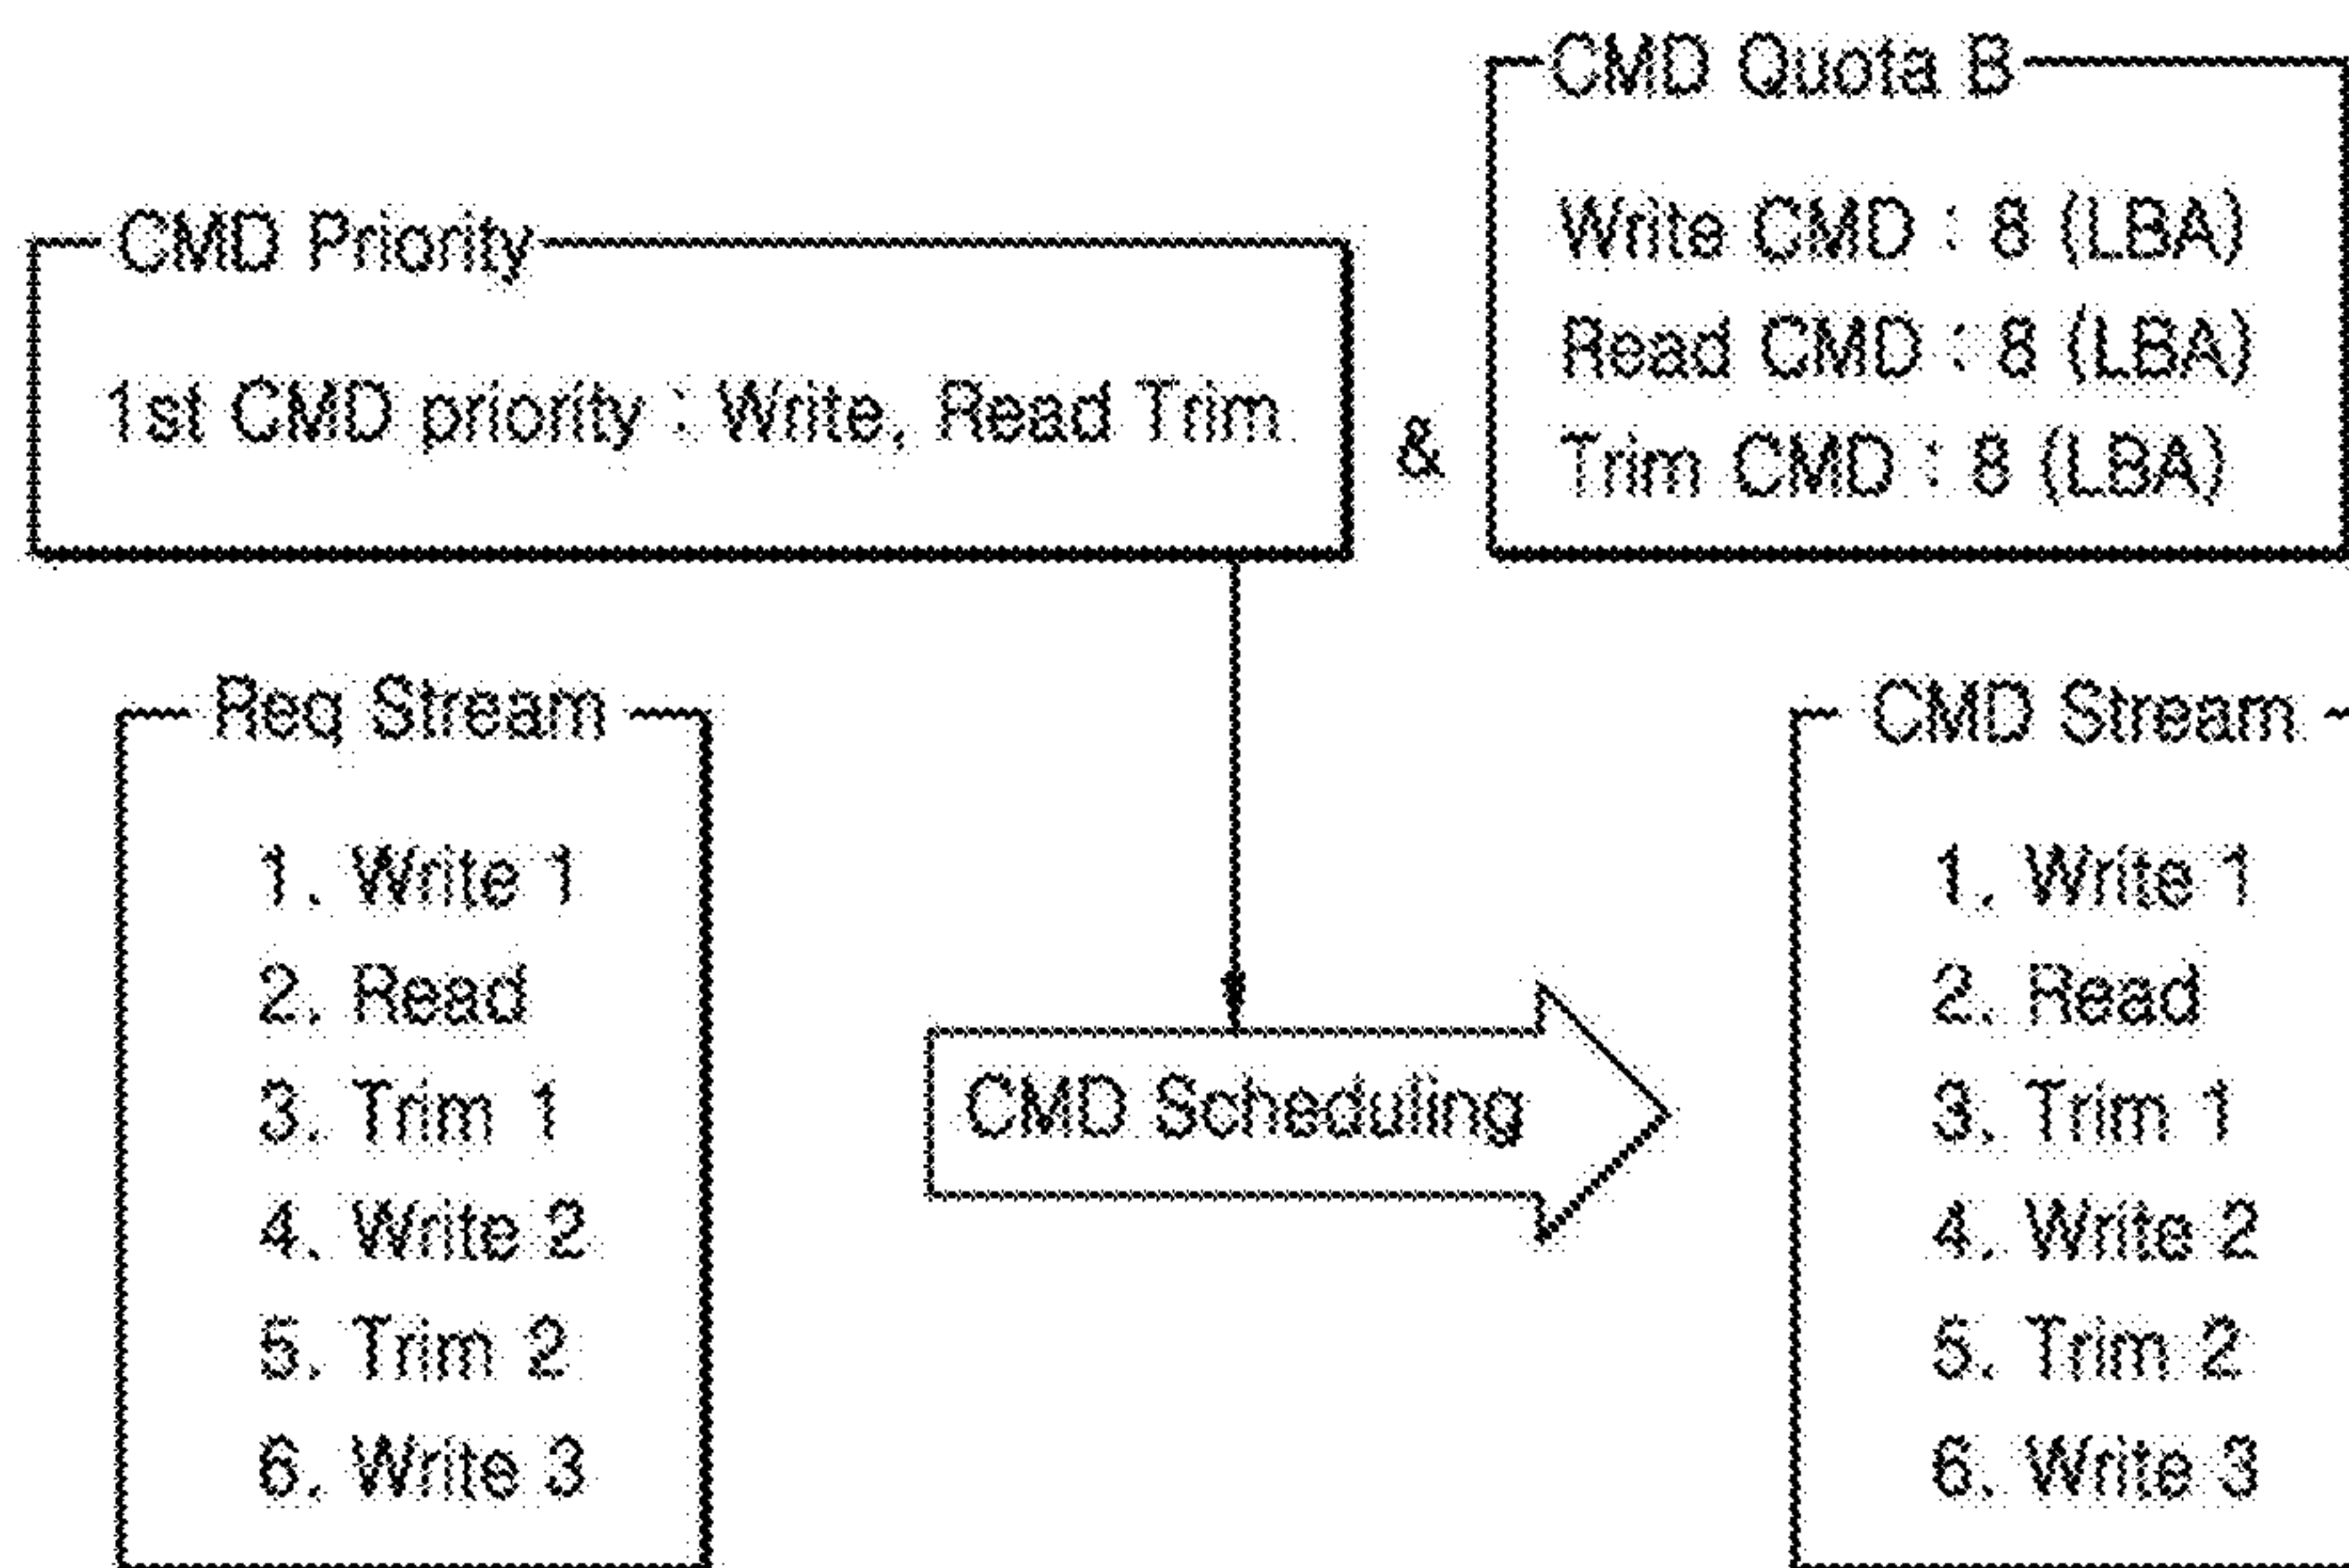 CMD Quota B
Write CMD : 8 (LBA)
Read CMD : 8 (LBA)
Trim CMD : 8 (LBA)
CMD Priority
1st CMD priority : Write, Read Trim
&
Req Stream
1. Write 1
2. Read
3. Trim 1
4. Write 2
5. Trim 2
6. Write 3
CMD Scheduling
CMD Stream
1. Write 1
2. Read
3. Trim 1
4. Write 2
5. Trim 2
6. Write 3